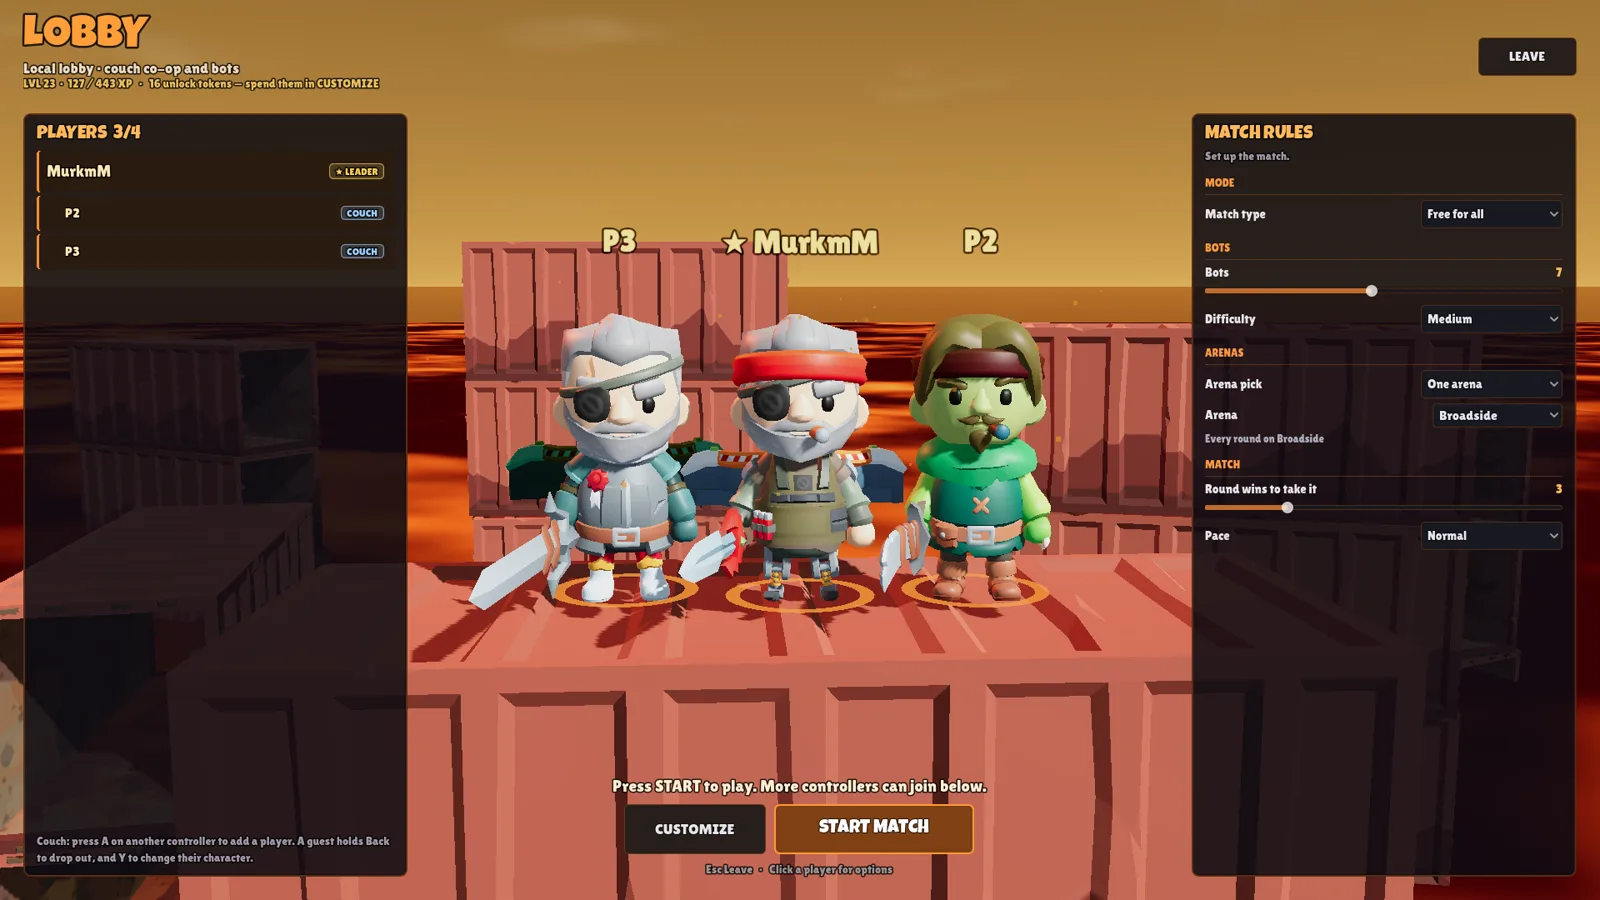 LOBBY
Local lobby · couch co-op and bots
LVL 23 · 127 / 443 XP · 16 unlock tokens – spend them in CUSTOMIZE
LEAVE
PLAYERS 3/4
MurkmM
★ LEADER
P2
COUCH
P3
COUCH
Couch: press A on another controller to add a player. A guest holds Back
to drop out, and Y to change their character.
P3
★ MurkmM
P2
Press START to play. More controllers can join below.
CUSTOMIZE
START MATCH
Esc Leave · Click a player for options
MATCH RULES
Set up the match.
MODE
Match type
Free for all
BOTS
Bots
7
Difficulty
Medium
ARENAS
Arena pick
One arena
Arena
Broadside
Every round on Broadside
MATCH
Round wins to take it
3
Pace
Normal